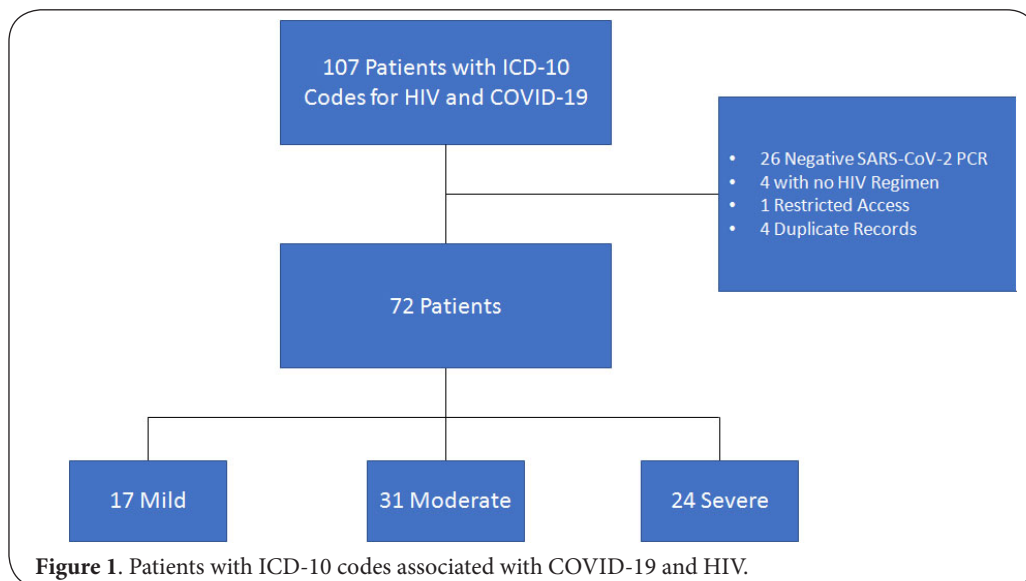 107 Patients with ICD-10
Codes for HIV and COVID-19
• 26 Negative SARS-CoV-2 PCR
• 4 with no HIV Regimen
• 1 Restricted Access
• 4 Duplicate Records
72 Patients
17 Mild
31 Moderate
24 Severe
Figure 1. Patients with ICD-10 codes associated with COVID-19 and HIV.